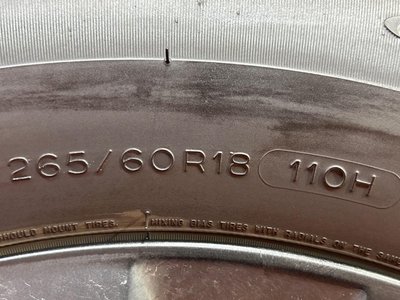 265/60R18 110H
SHOULD MOUNT TIRES. MIXING BIAS TIRES WITH RADIALS ON THE SAME